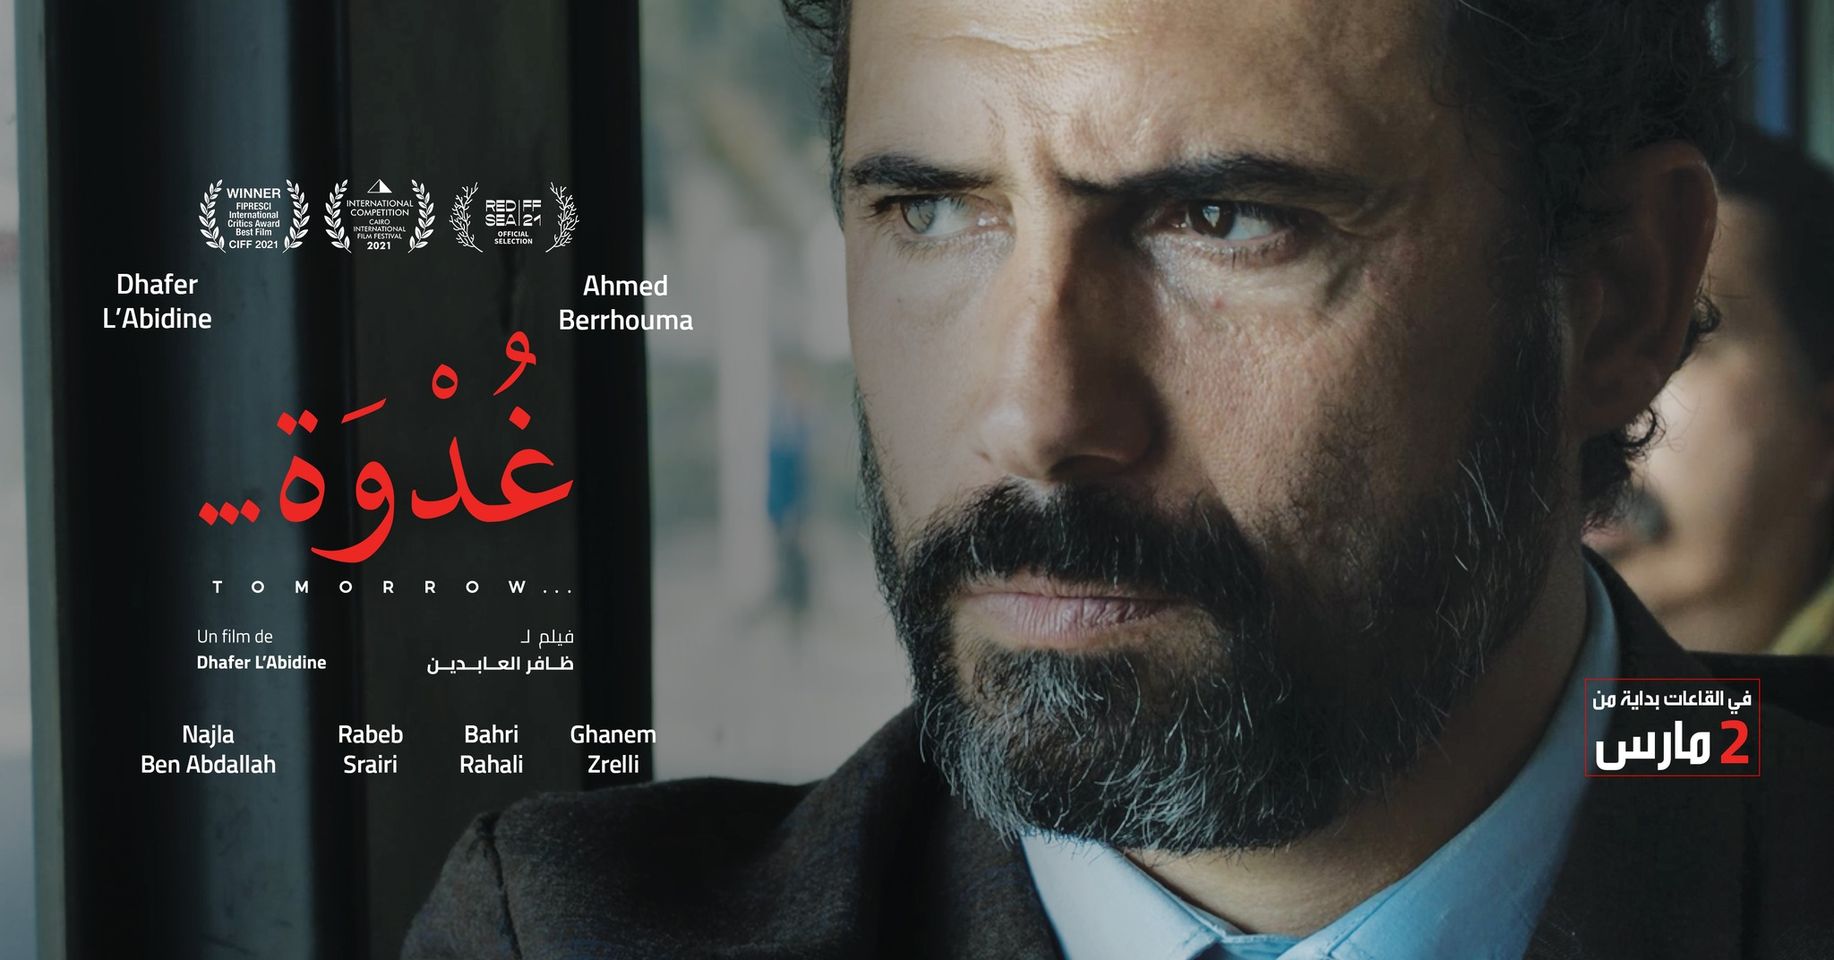 WINNER
FIPRESCI
International
Critics Award
Best Film
CIFF 2021
INTERNATIONAL
COMPETITION
CAIRO
INTERNATIONAL
FILM FESTIVAL
2021
RED FF
SEA 21
OFFICIAL
SELECTION
Dhafer
L'Abidine
Ahmed
Berrhouma
غُدْوَة...
TOMORROW...
Un film de
Dhafer L'Abidine
فيلم لـ
ظـافر العـابـديـن
Najla
Ben Abdallah
Rabeb
Srairi
Bahri
Rahali
Ghanem
Zrelli
في القاعات بداية من
2 مارس